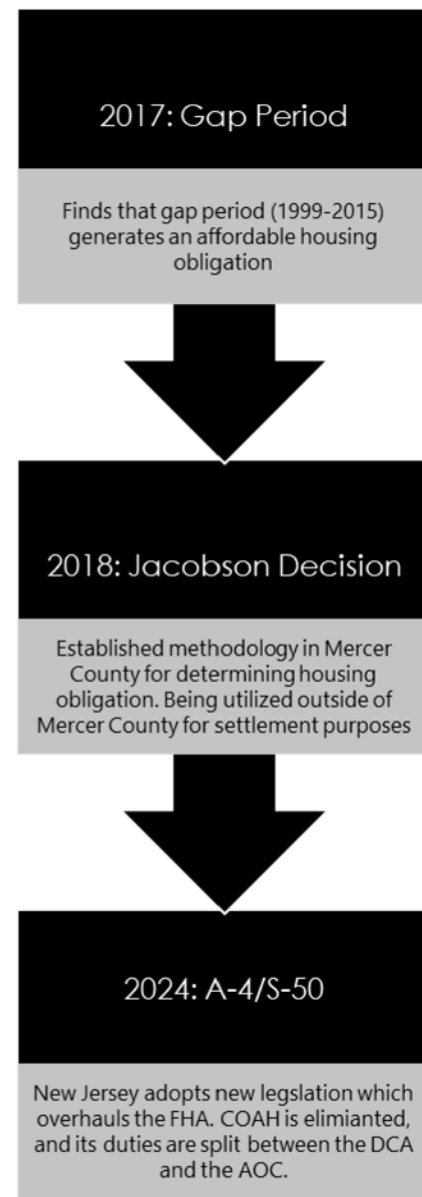 2017: Gap Period
Finds that gap period (1999-2015)
generates an affordable housing
obligation
2018: Jacobson Decision
Established methodology in Mercer
County for determining housing
obligation. Being utilized outside of
Mercer County for settlement purposes
2024: A-4/S-50
New Jersey adopts new legslation which
overhauls the FHA. COAH is elimianted,
and its duties are split between the DCA
and the AOC.